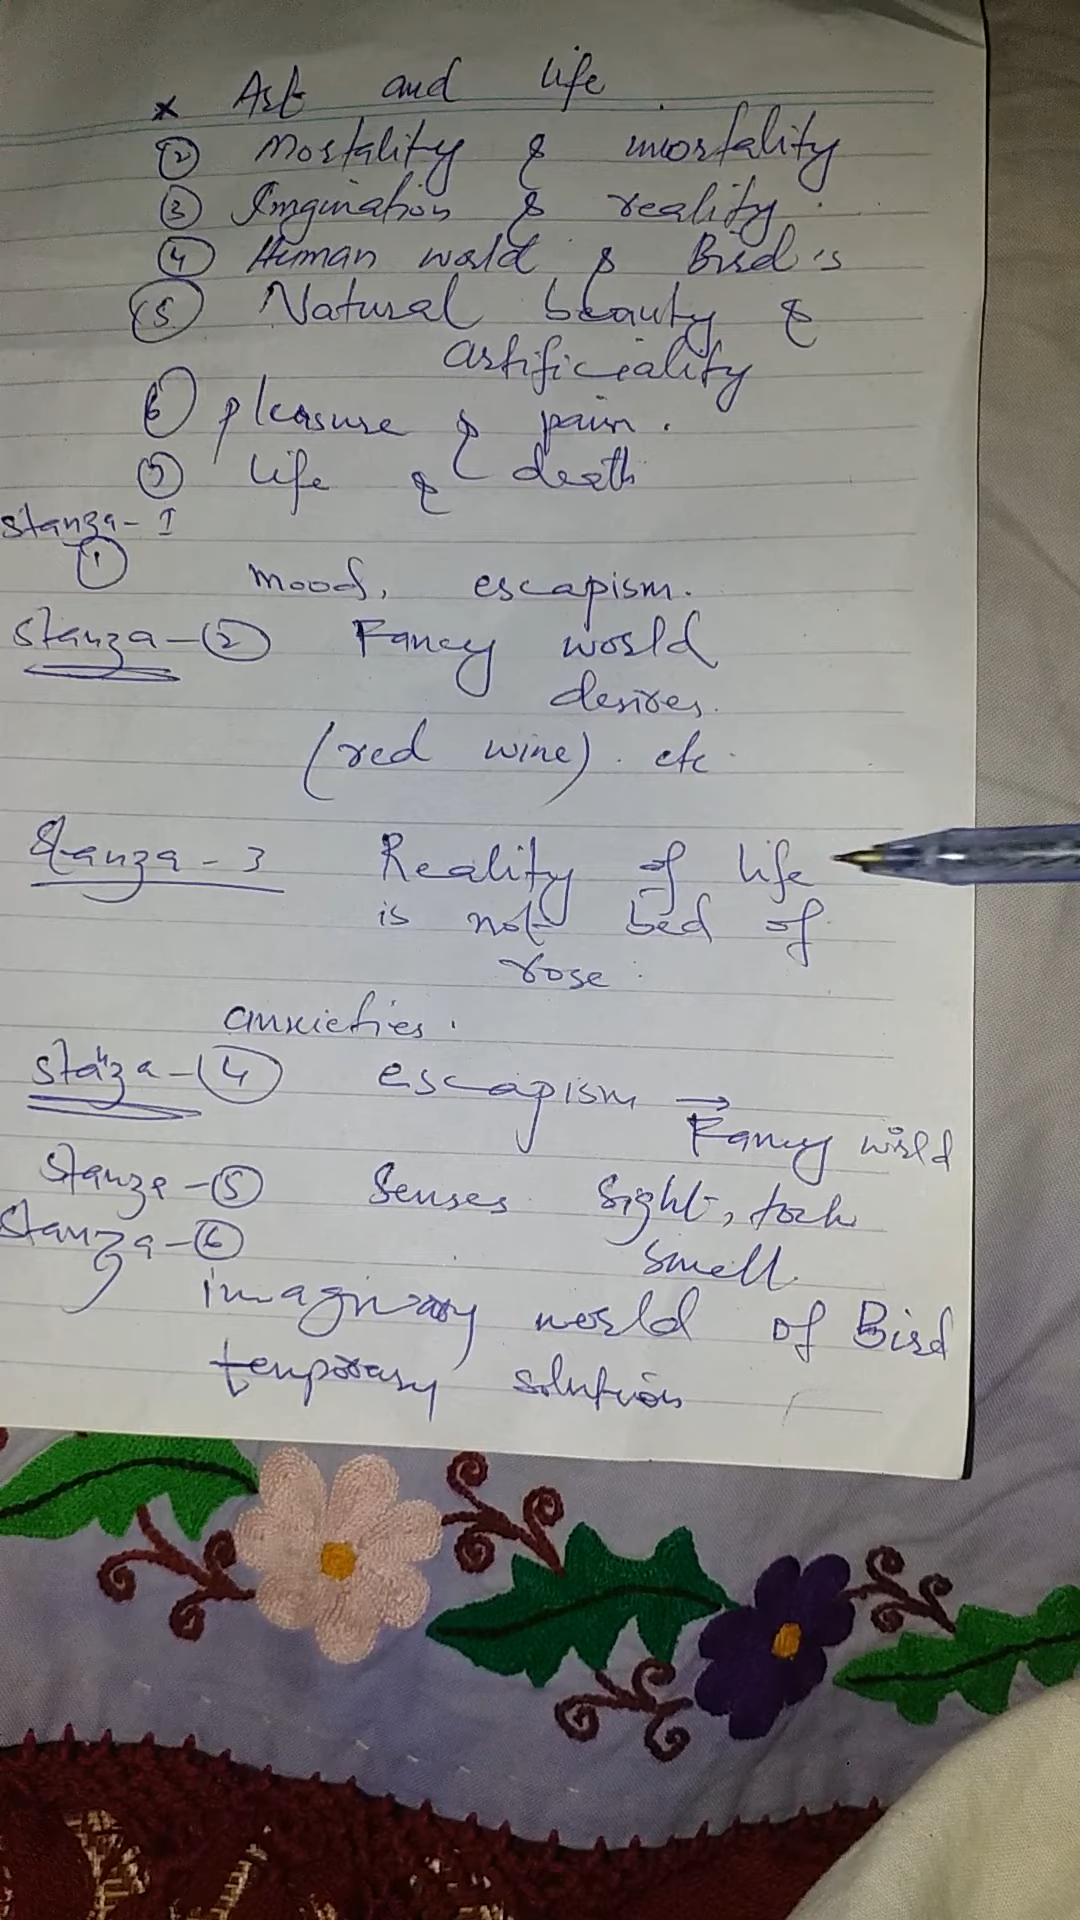 * Art and life
② Mortality & imortality
③ Imgination & reality.
④ Human world & Bird's
⑤ Natural beauty &
artificiality
⑥ pleasure & pain.
⑦ life & death
Stanza-I
① mood, escapism.
Stanza-② Fancy world
desires.
(red wine). etc.
Stanza-3 Reality of life
is not bed of
rose.
anxieties.
Stanza-④ escapism →
Fancy world
Stanza-⑤ Senses Sight,
Stanza-⑥ smell.
imaginary world of Bird
temporary solution